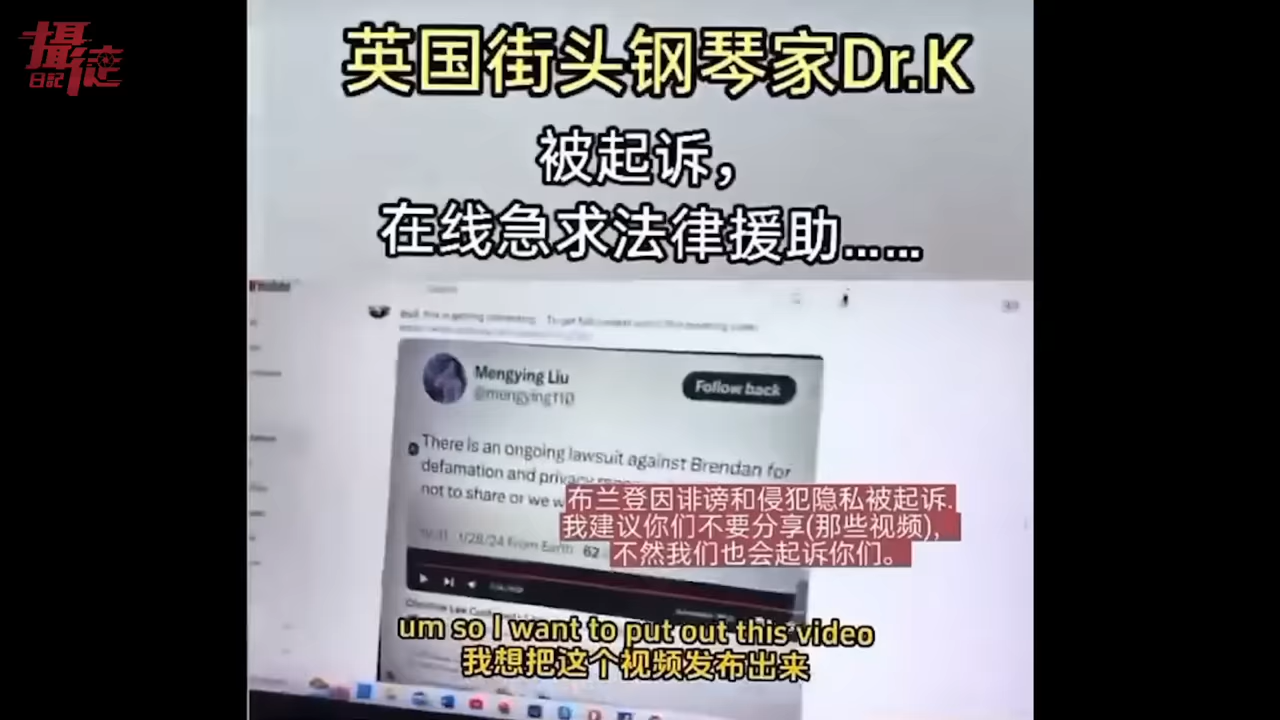 攝徒
日記
英国街头钢琴家Dr.K
被起诉，
在线急求法律援助……
Mengying Liu
Follow back
@mengying110
There is an ongoing lawsuit against Brendan for
defamation and privacy
not to share or we w
布兰登因诽谤和侵犯隐私被起诉.
我建议你们不要分享(那些视频),
不然我们也会起诉你们。
1/28/24 From Earth 62
um so I want to put out this video
我想把这个视频发布出来